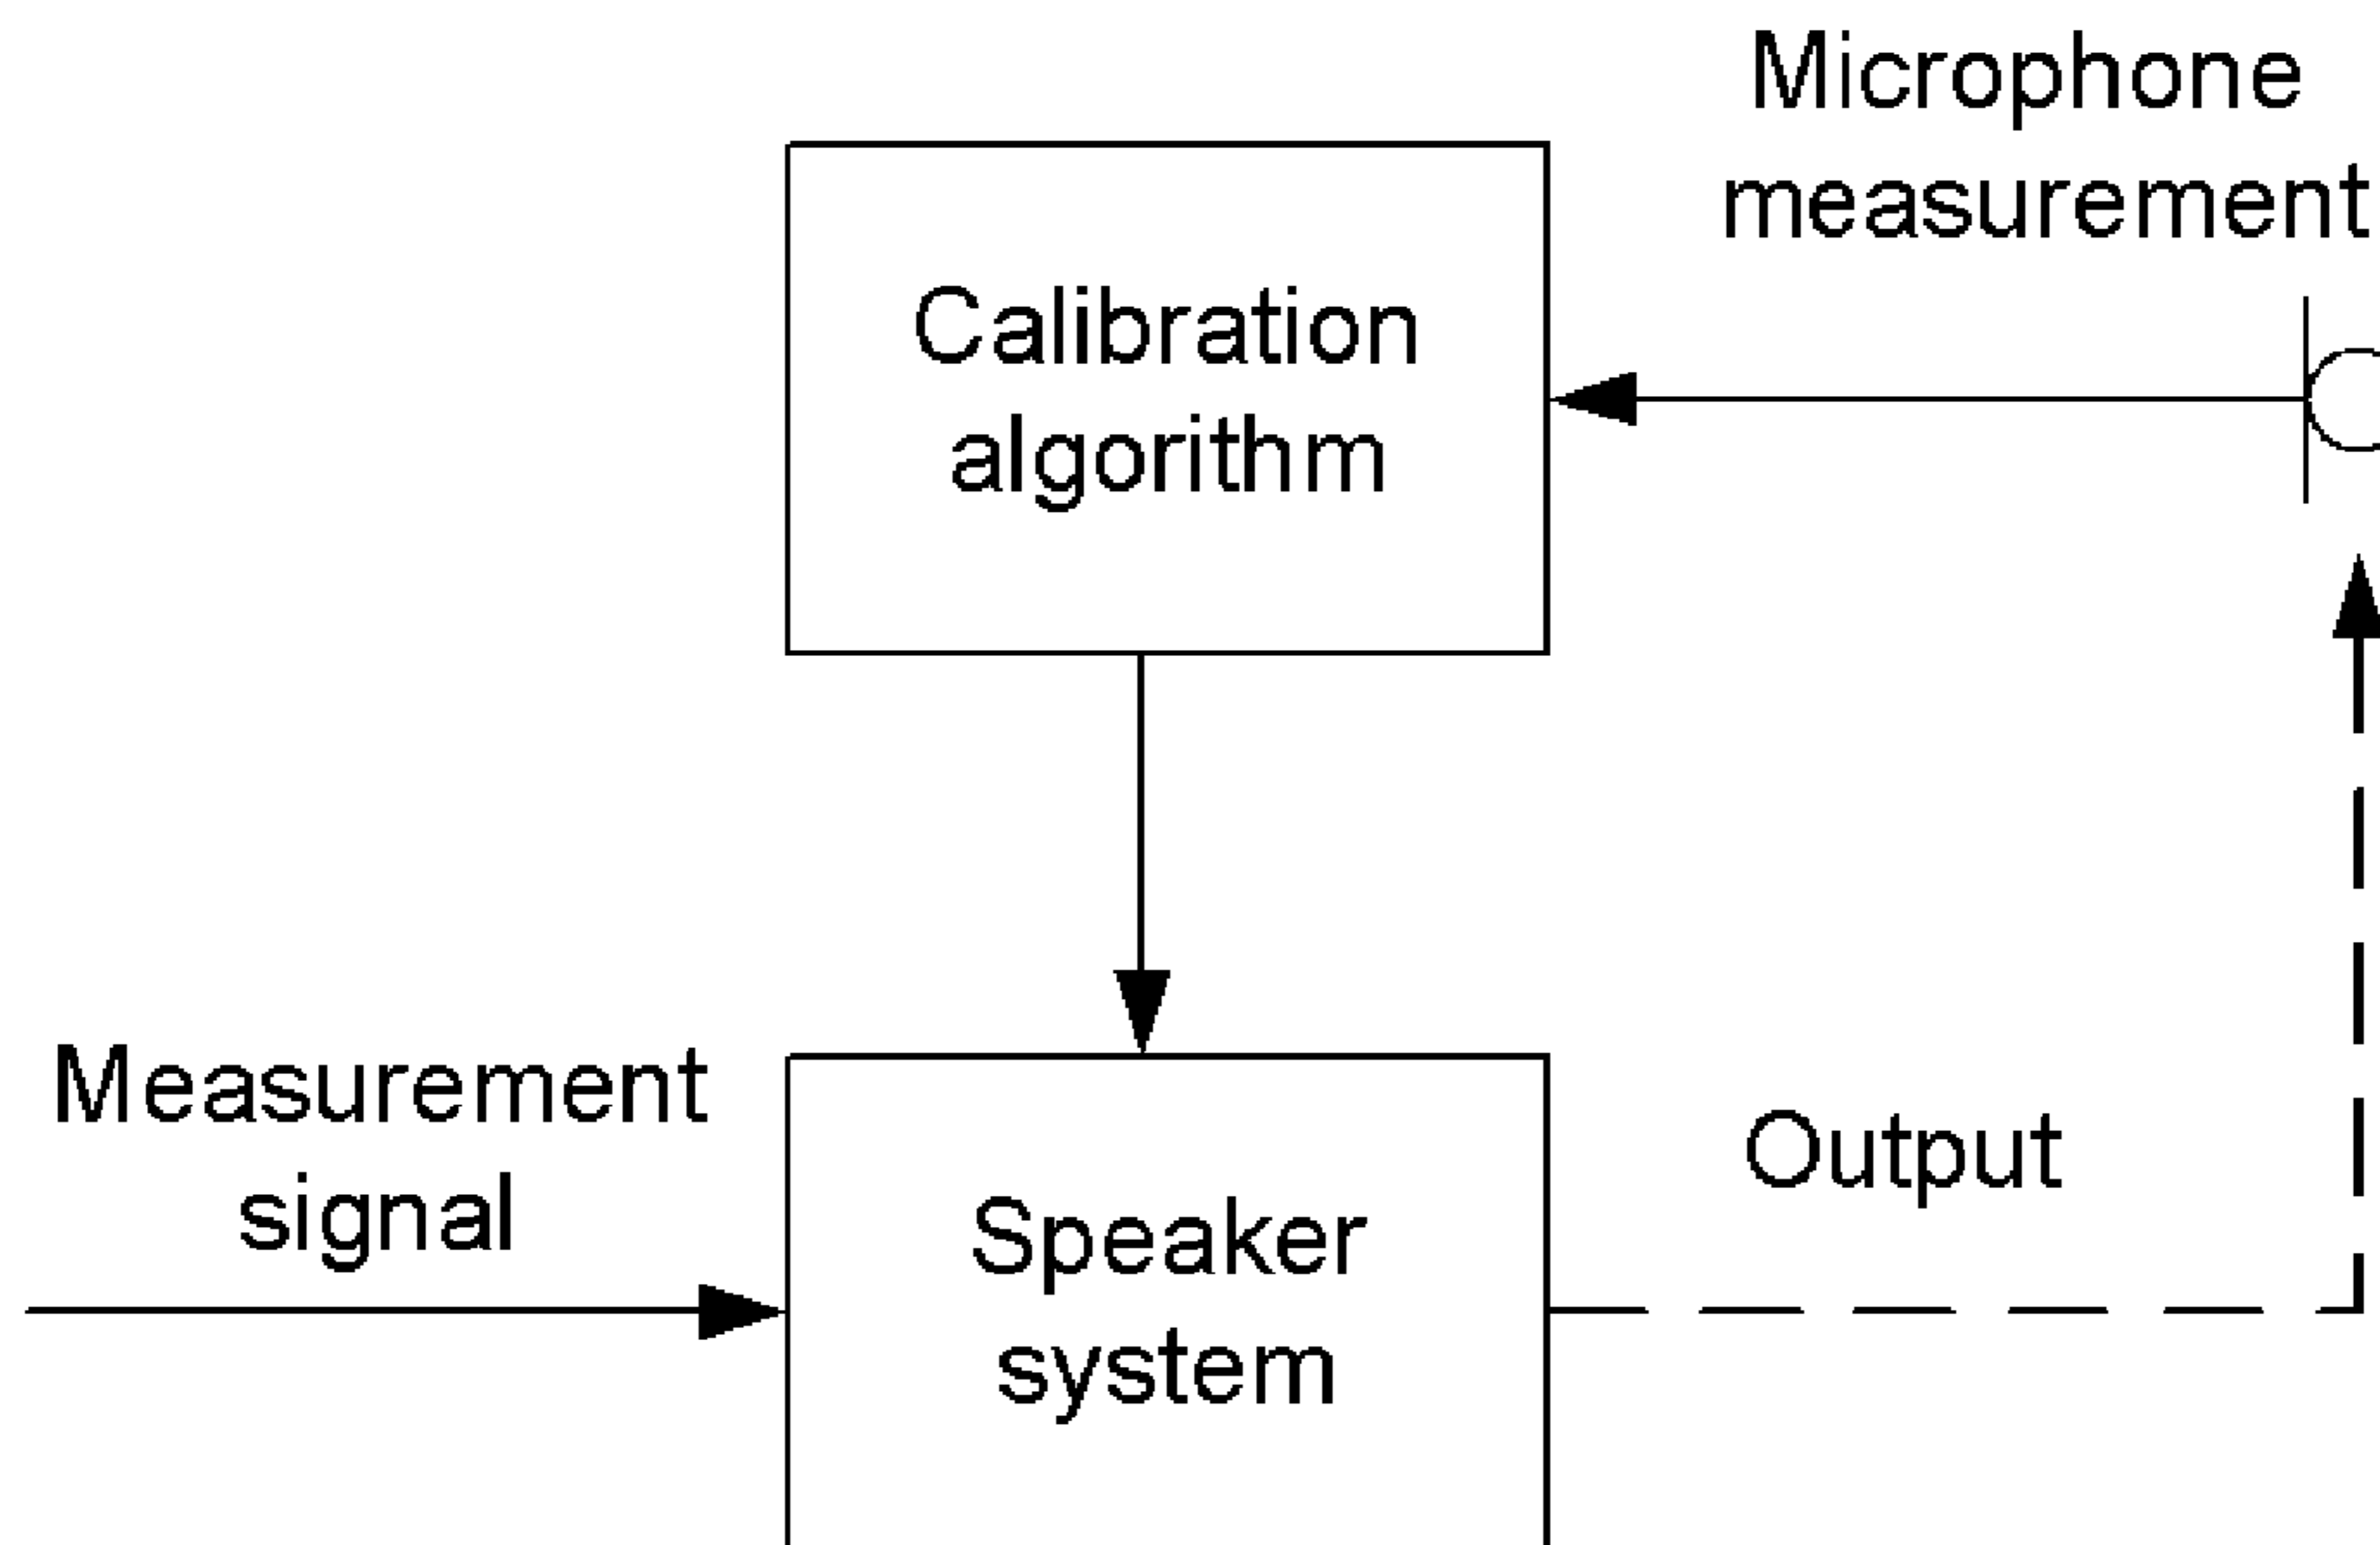 Microphone
measurement
Calibration
algorithm
Measurement
signal
Speaker
system
Output